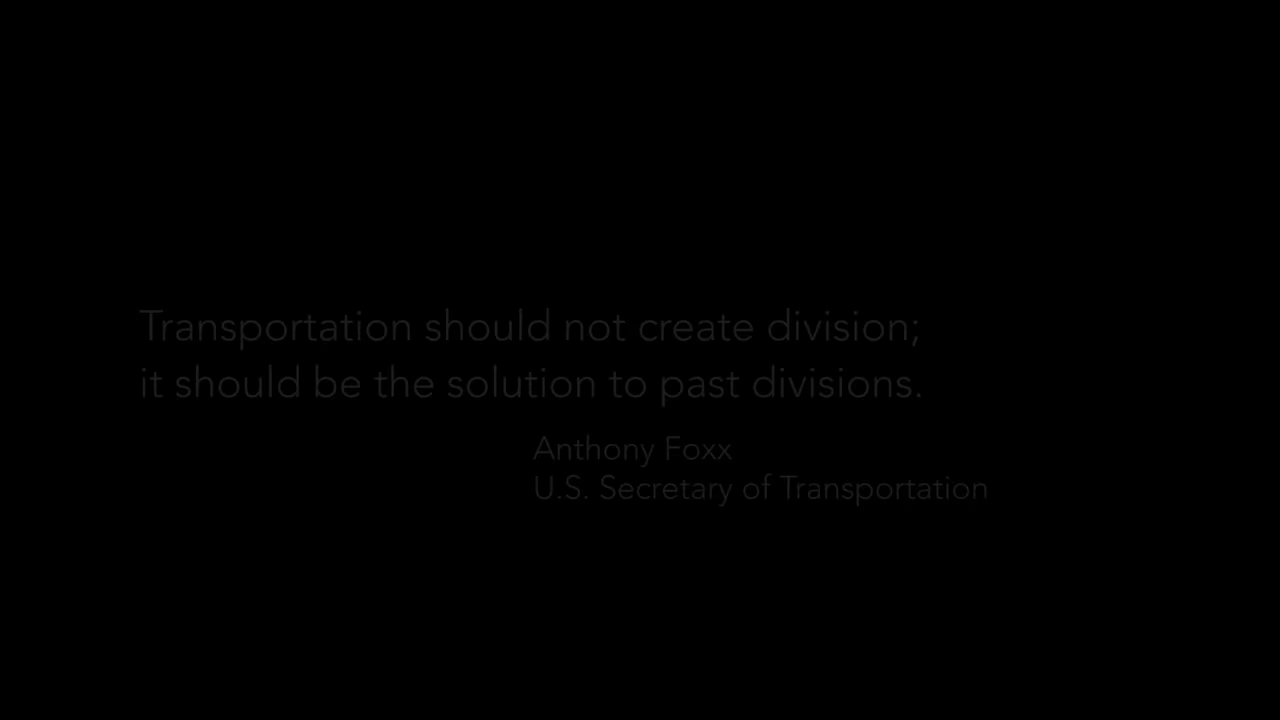 Transportation should not create division;
it should be the solution to past divisions.
Anthony Foxx
U.S. Secretary of Transportation